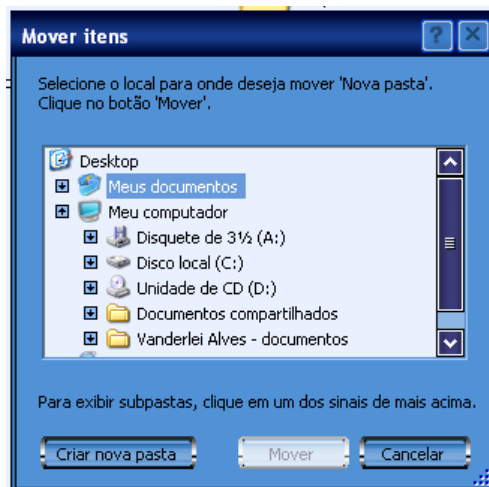 Mover itens
Selecione o local para onde deseja mover 'Nova pasta'.
Clique no botão 'Mover'.
Desktop
Meus documentos
Meu computador
Disquete de 3½ (A:)
Disco local (C:)
Unidade de CD (D:)
Documentos compartilhados
Vanderlei Alves - documentos
Para exibir subpastas, clique em um dos sinais de mais acima.
Criar nova pasta Mover Cancelar